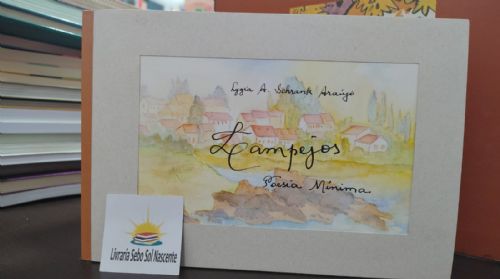 Lygia A. Schrank Araújo
Lampejos
Poesia Mínima
Livraria Sebo Sol Nascente